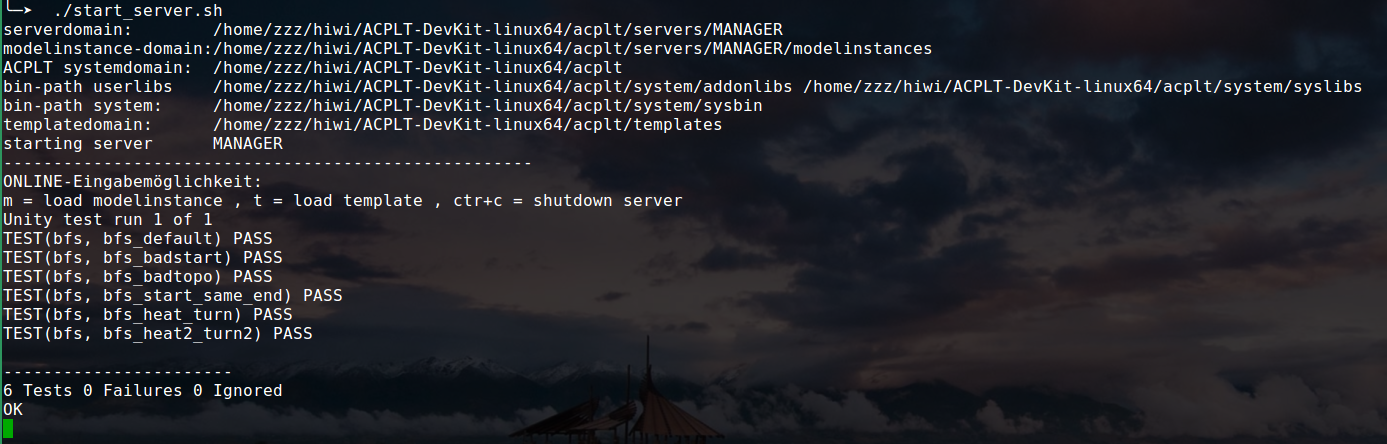 ╰─➤  ./start_server.sh
serverdomain:        /home/zzz/hiwi/ACPLT-DevKit-linux64/acplt/servers/MANAGER
modelinstance-domain:/home/zzz/hiwi/ACPLT-DevKit-linux64/acplt/servers/MANAGER/modelinstances
ACPLT systemdomain:  /home/zzz/hiwi/ACPLT-DevKit-linux64/acplt
bin-path userlibs    /home/zzz/hiwi/ACPLT-DevKit-linux64/acplt/system/addonlibs /home/zzz/hiwi/ACPLT-DevKit-linux64/acplt/system/syslibs
bin-path system:     /home/zzz/hiwi/ACPLT-DevKit-linux64/acplt/system/sysbin
templatedomain:      /home/zzz/hiwi/ACPLT-DevKit-linux64/acplt/templates
starting server      MANAGER
-----------------------------------------------------
ONLINE-Eingabemöglichkeit:
m = load modelinstance , t = load template , ctr+c = shutdown server
Unity test run 1 of 1
TEST(bfs, bfs_default) PASS
TEST(bfs, bfs_badstart) PASS
TEST(bfs, bfs_badtopo) PASS
TEST(bfs, bfs_start_same_end) PASS
TEST(bfs, bfs_heat_turn) PASS
TEST(bfs, bfs_heat2_turn2) PASS
-----------------------
6 Tests 0 Failures 0 Ignored
OK